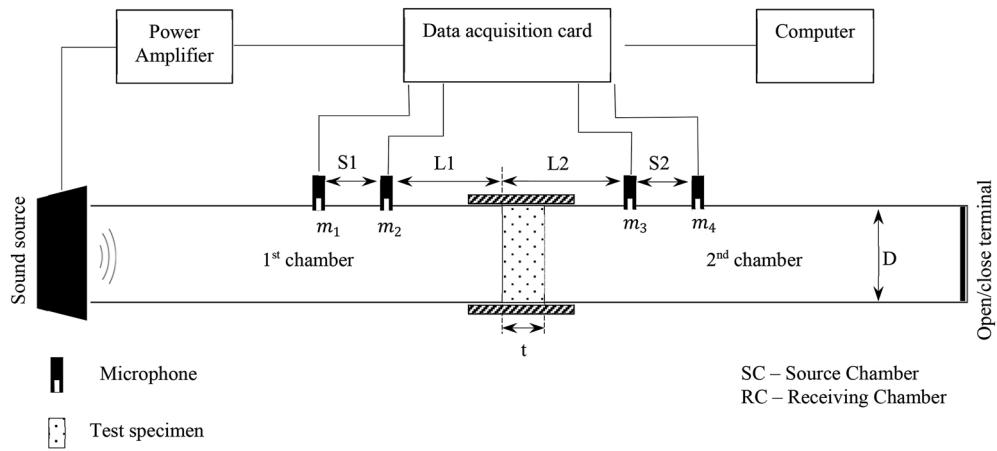 Power
Amplifier
Data acquisition card
Computer
S1
L1
L2
S2
Sound source
m₁
m₂
m₃
m₄
1st chamber
2nd chamber
D
Open/close terminal
t
Microphone
SC – Source Chamber
RC – Receiving Chamber
Test specimen